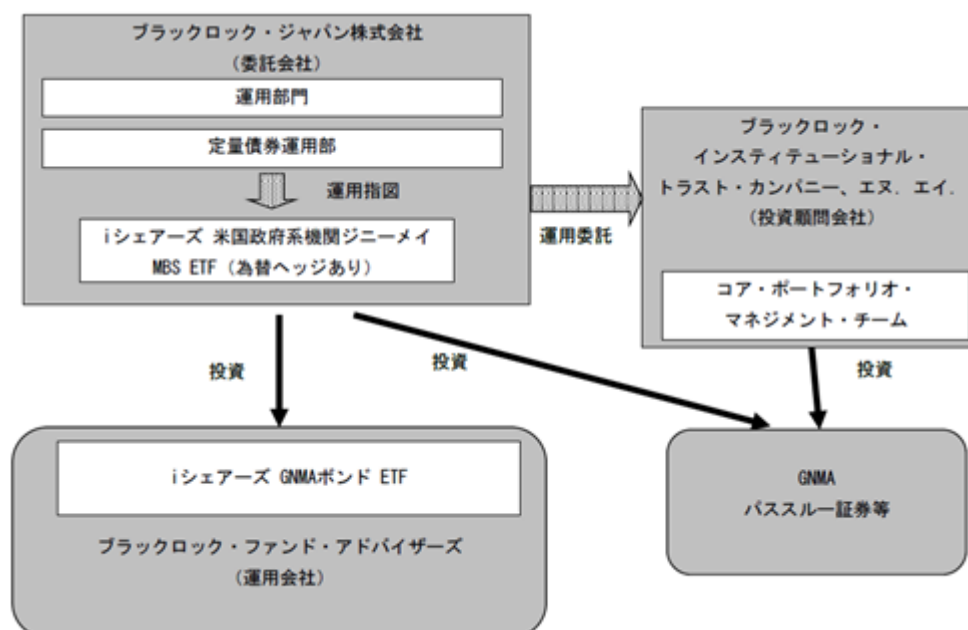 ブラックロック・ジャパン株式会社
(委託会社)
運用部門
定量債券運用部
運用指図
iシェアーズ 米国政府系機関ジニーメイ
MBS ETF（為替ヘッジあり）
運用委託
ブラックロック・
インスティテューショナル・
トラスト・カンパニー、エヌ．エイ．
(投資顧問会社)
コア・ポートフォリオ・
マネジメント・チーム
投資
投資
投資
iシェアーズ GNMAボンド ETF
ブラックロック・ファンド・アドバイザーズ
(運用会社)
GNMA
パススルー証券等